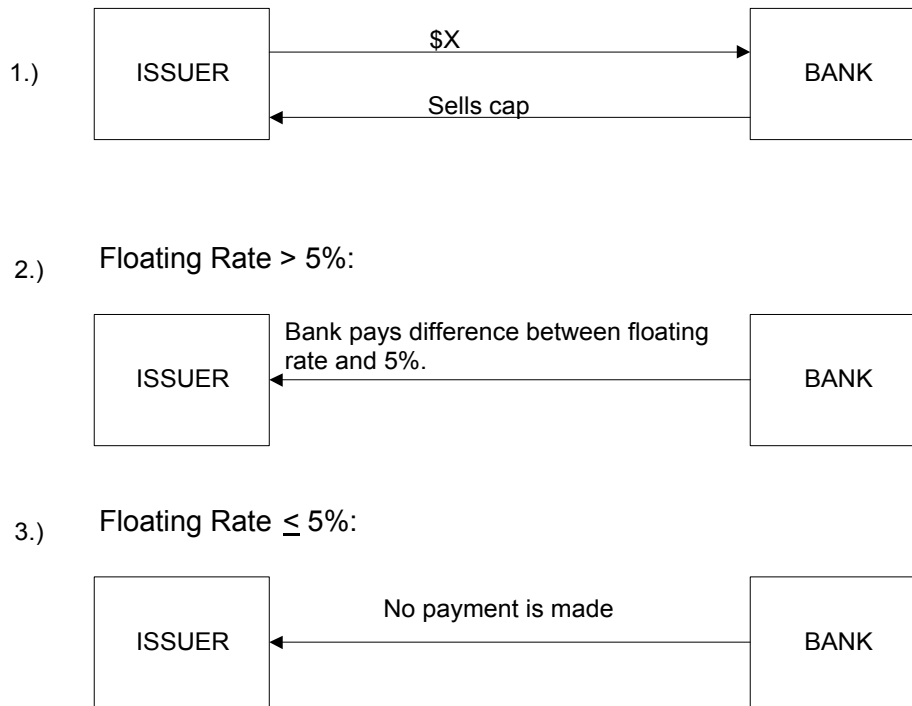 $X
1.)
ISSUER
BANK
Sells cap
2.)
Floating Rate > 5%:
Bank pays difference between floating
rate and 5%.
ISSUER
BANK
3.)
Floating Rate ≤ 5%:
No payment is made
ISSUER
BANK